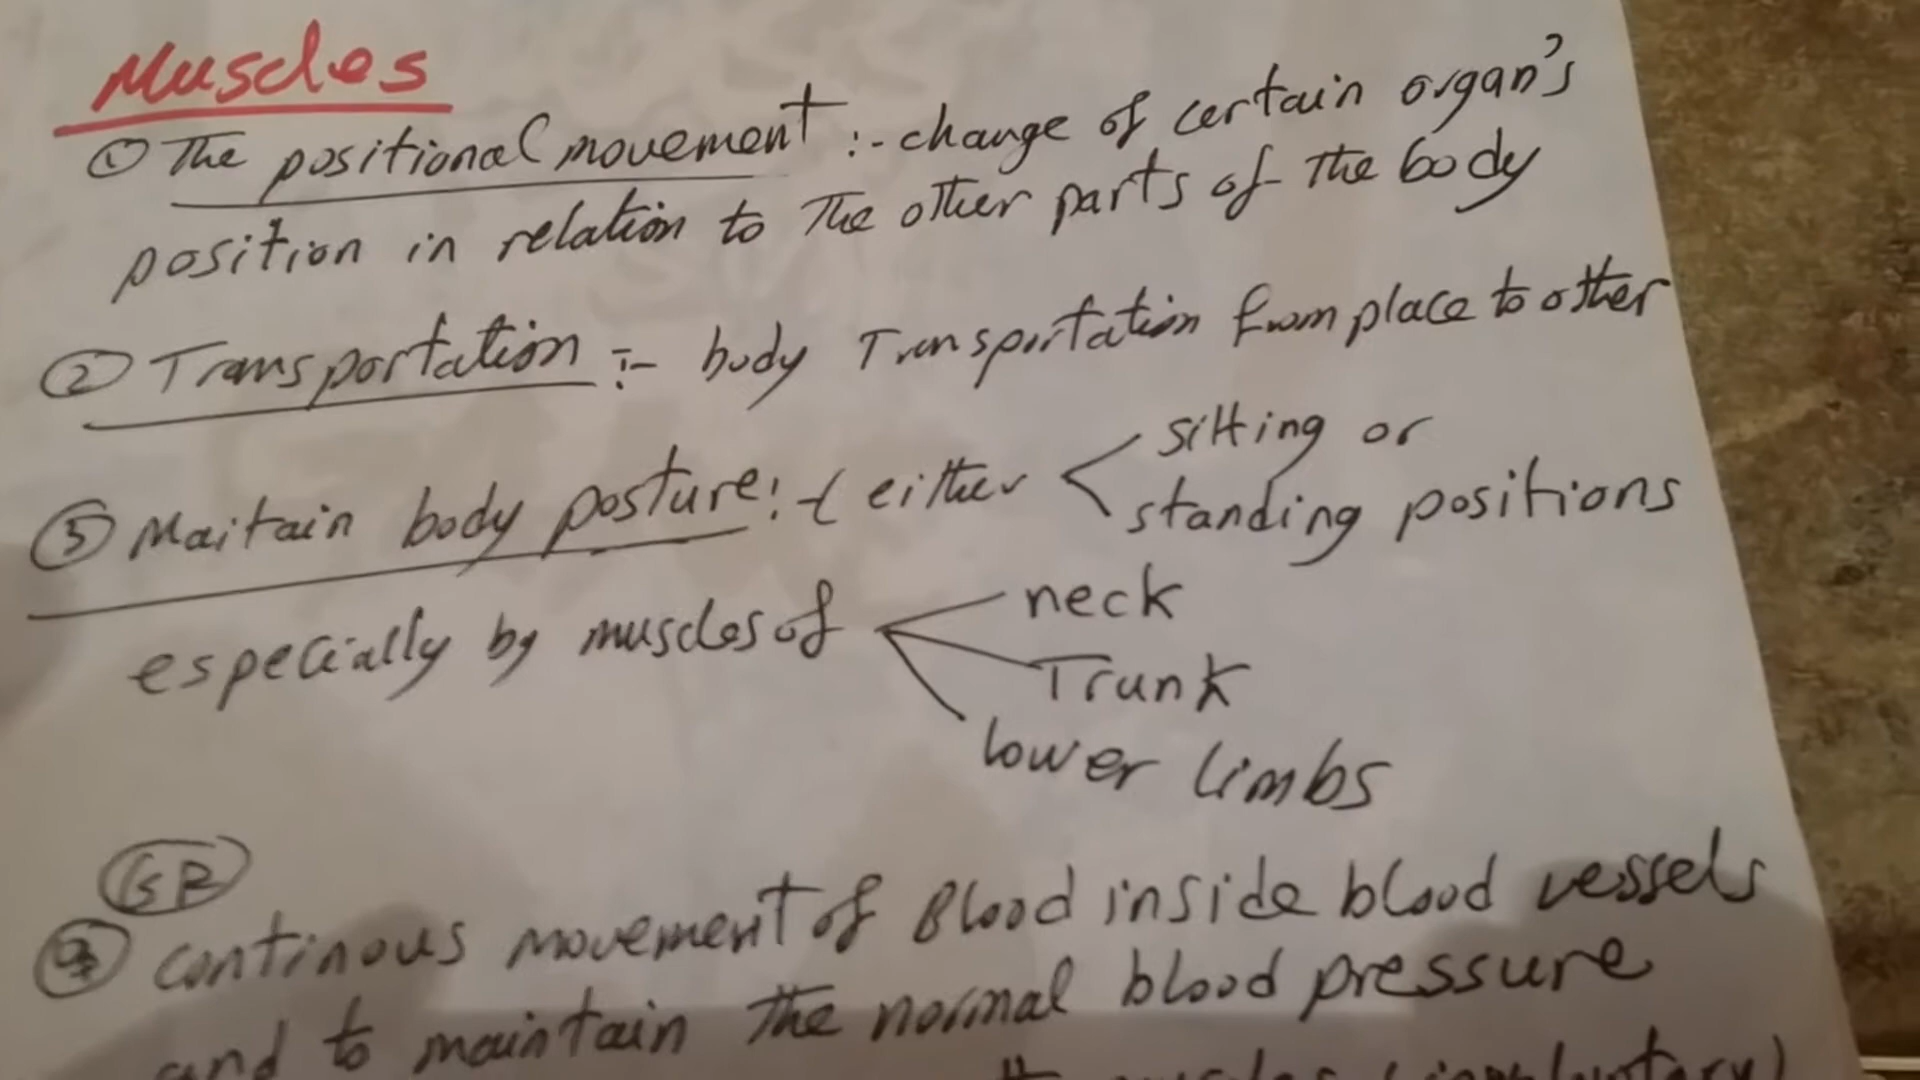 Muscles
① The positional movement :- change of certain organ's
position in relation to The other parts of The body
② Transportation :- body Transportation from place to other
③ Maitain body posture :- ( either sitting or
standing positions
especially by muscles of neck
Trunk
lower limbs
④ continous movement of Blood inside blood vessels
and to maintain The normal blood pressure
muscles (involuntary)